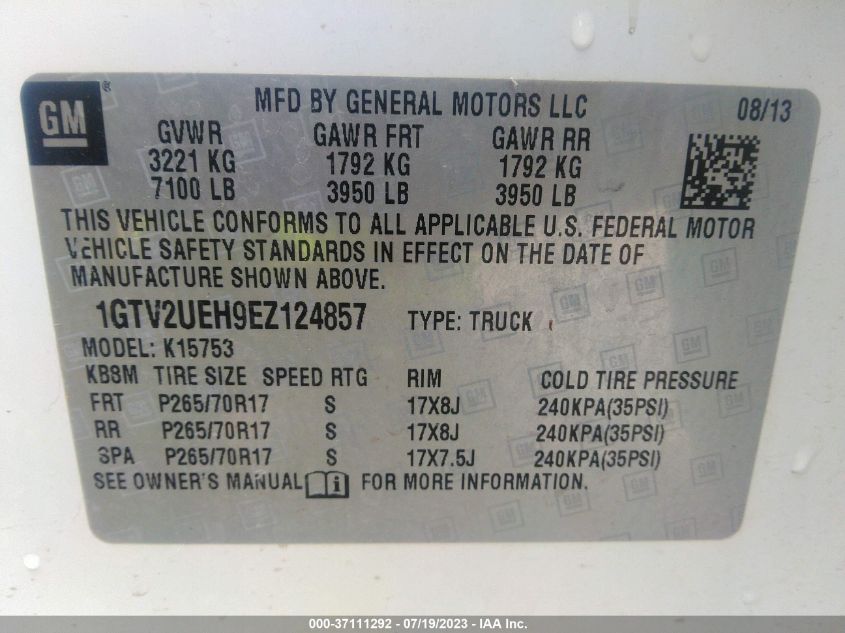 GM ®
MFD BY GENERAL MOTORS LLC 08/13
GVWR GAWR FRT GAWR RR
3221 KG 1792 KG 1792 KG
7100 LB 3950 LB 3950 LB
THIS VEHICLE CONFORMS TO ALL APPLICABLE U.S. FEDERAL MOTOR
VEHICLE SAFETY STANDARDS IN EFFECT ON THE DATE OF
MANUFACTURE SHOWN ABOVE.
1GTV2UEH9EZ124857 TYPE: TRUCK
MODEL: K15753
KB8M TIRE SIZE SPEED RTG RIM COLD TIRE PRESSURE
FRT P265/70R17 S 17X8J 240KPA(35PSI)
RR P265/70R17 S 17X8J 240KPA(35PSI)
SPA P265/70R17 S 17X7.5J 240KPA(35PSI)
SEE OWNER'S MANUAL i FOR MORE INFORMATION.
000-37111292 - 07/19/2023 - IAA Inc.